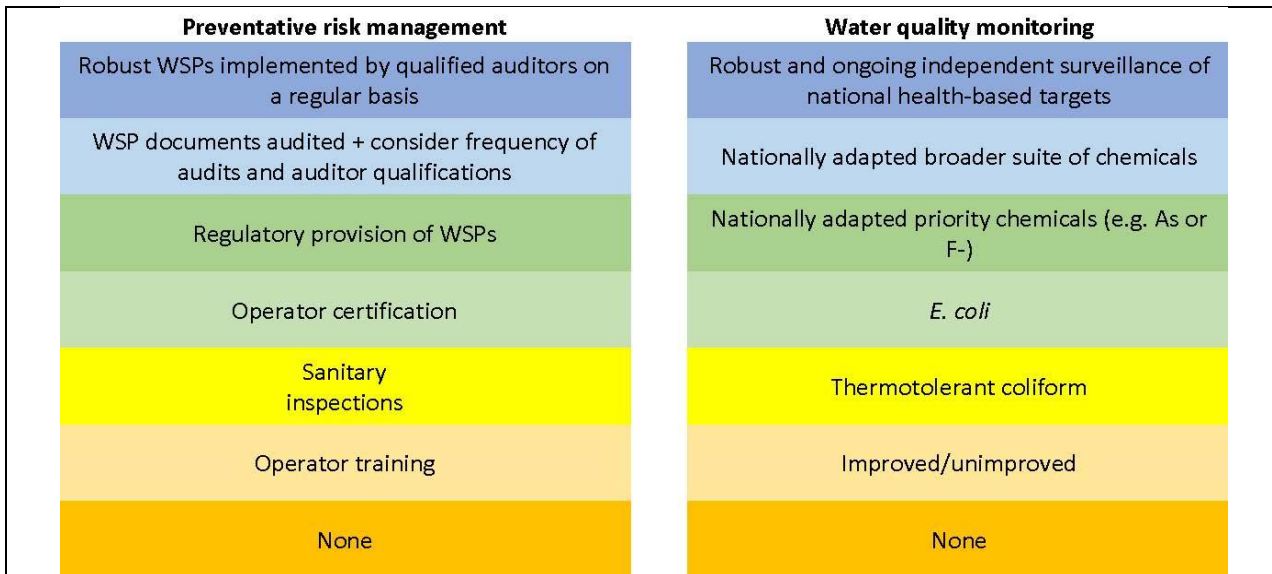 Preventative risk management
Robust WSPs implemented by qualified auditors on
a regular basis
WSP documents audited + consider frequency of
audits and auditor qualifications
Regulatory provision of WSPs
Operator certification
Sanitary
inspections
Operator training
None
Water quality monitoring
Robust and ongoing independent surveillance of
national health-based targets
Nationally adapted broader suite of chemicals
Nationally adapted priority chemicals (e.g. As or
F-)
E. coli
Thermotolerant coliform
Improved/unimproved
None